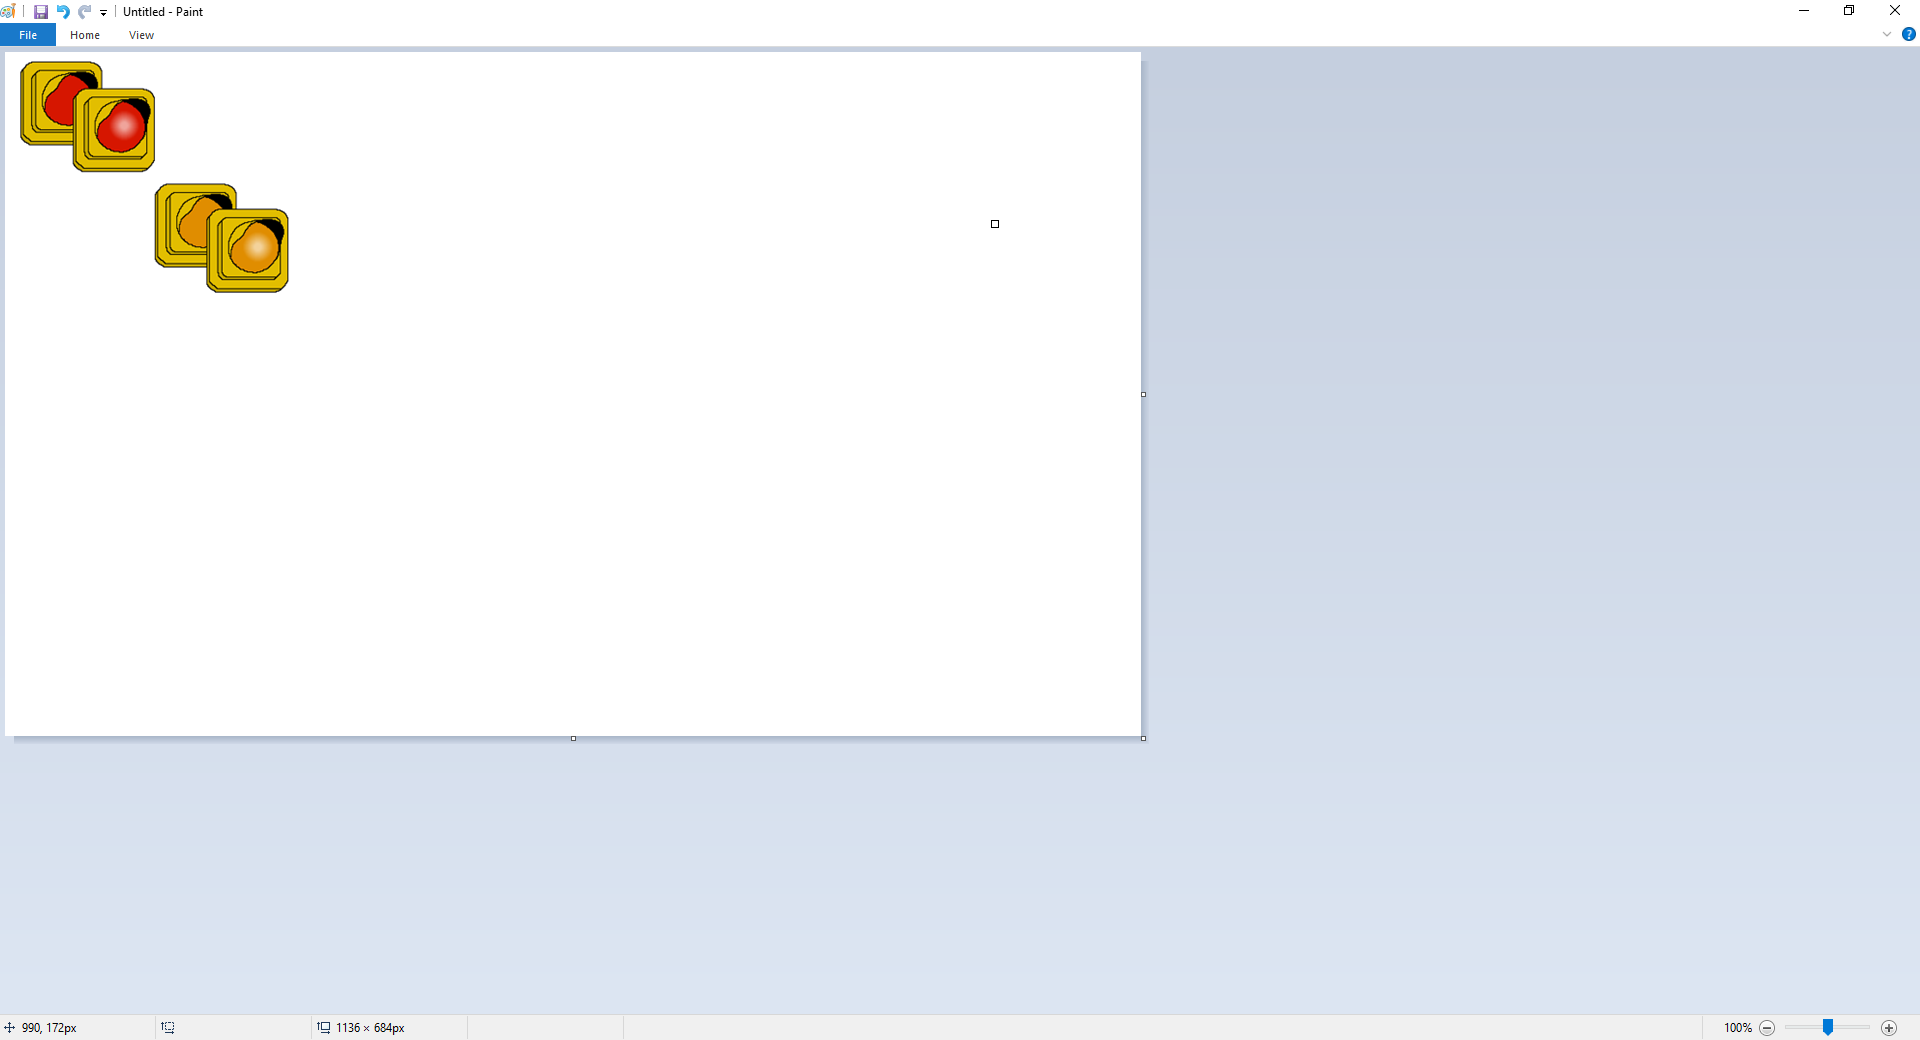 Untitled - Paint
File Home View
990, 172px
1136 × 684px
100%